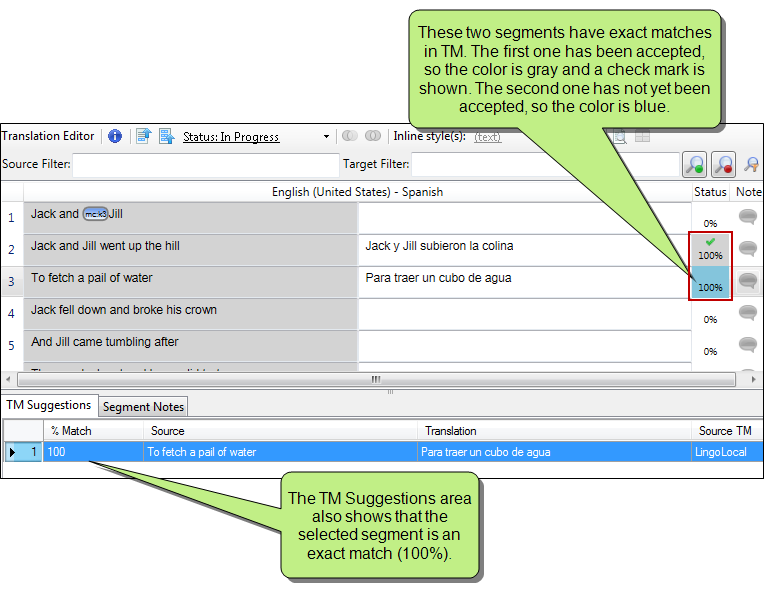 These two segments have exact matches
in TM. The first one has been accepted,
so the color is gray and a check mark is
shown. The second one has not yet been
accepted, so the color is blue.
Translation Editor Status: In Progress Inline style(s): (text)
Source Filter: Target Filter:
English (United States) - Spanish Status Note
1 Jack and mc:k3 Jill 0%
2 Jack and Jill went up the hill Jack y Jill subieron la colina 100%
3 To fetch a pail of water Para traer un cubo de agua 100%
4 Jack fell down and broke his crown 0%
5 And Jill came tumbling after 0%
TM Suggestions Segment Notes
% Match Source Translation Source TM
1 100 To fetch a pail of water Para traer un cubo de agua LingoLocal
The TM Suggestions area
also shows that the
selected segment is an
exact match (100%).